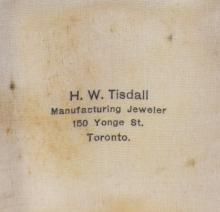 H. W. Tisdall
Manufacturing Jeweler
150 Yonge St.
Toronto.